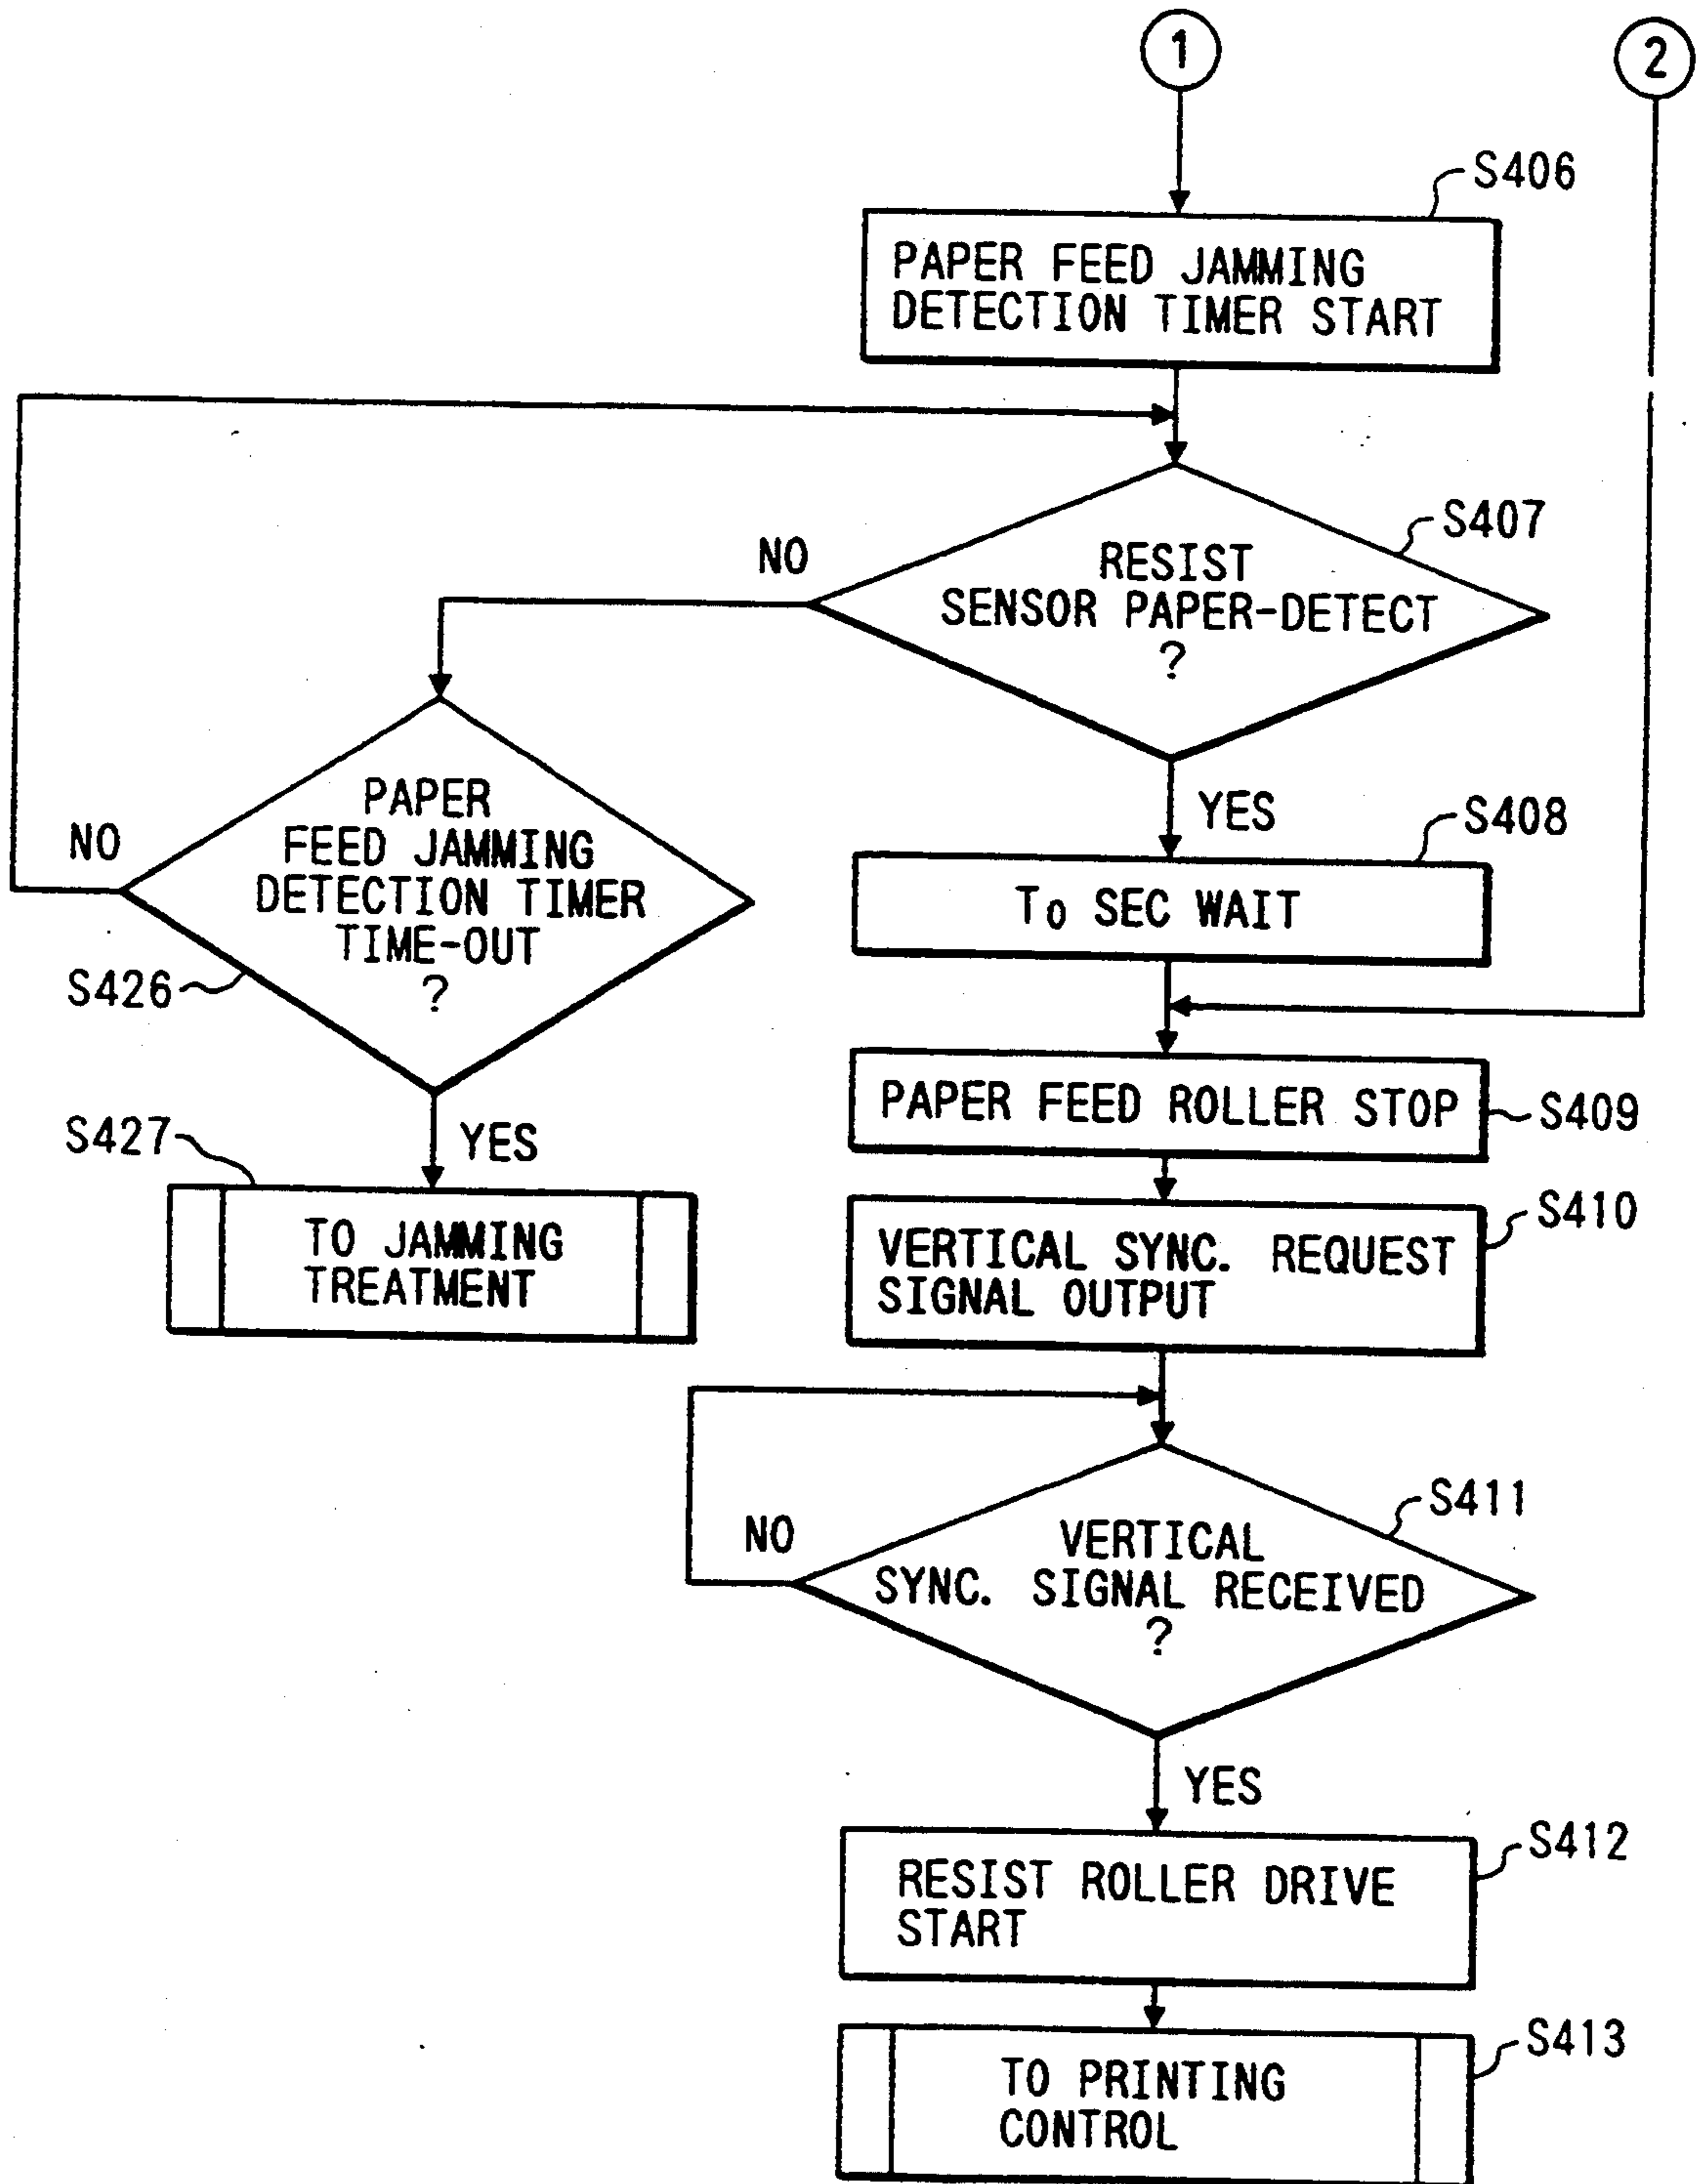 1
2
S406
PAPER FEED JAMMING
DETECTION TIMER START
S407
NO
RESIST
SENSOR PAPER-DETECT
?
YES
S408
T0 SEC WAIT
NO
PAPER
FEED JAMMING
DETECTION TIMER
TIME-OUT
?
S426
YES
S427
TO JAMMING
TREATMENT
PAPER FEED ROLLER STOP
S409
S410
VERTICAL SYNC. REQUEST
SIGNAL OUTPUT
S411
NO
VERTICAL
SYNC. SIGNAL RECEIVED
?
YES
S412
RESIST ROLLER DRIVE
START
S413
TO PRINTING
CONTROL